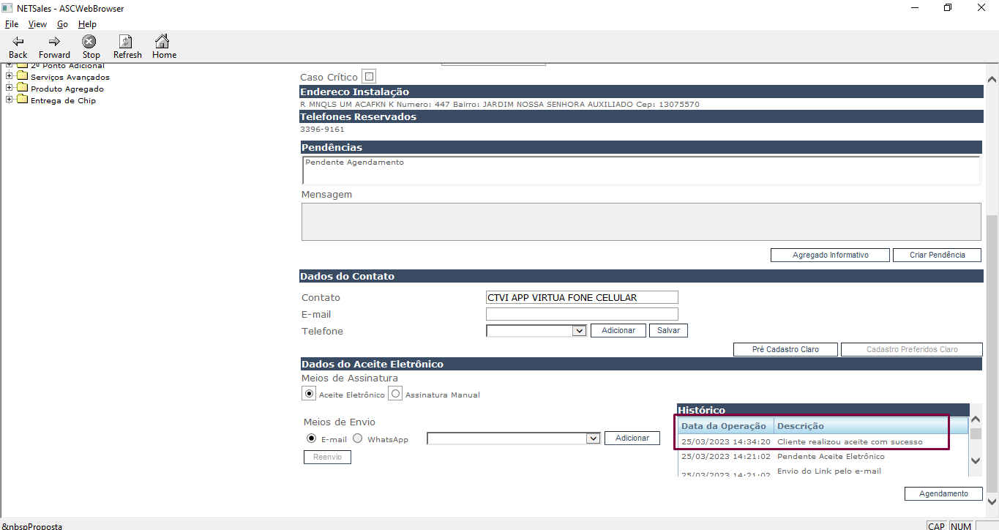 NETSales - ASCWebBrowser
File View Go Help
Back Forward Stop Refresh Home
2º Ponto Adicional
Serviços Avançados
Produto Agregado
Entrega de Chip
Caso Crítico
Endereco Instalação
R MNQLS UM ACAFKN K Numero: 447 Bairro: JARDIM NOSSA SENHORA AUXILIADO Cep: 13075570
Telefones Reservados
3396-9161
Pendências
Pendente Agendamento
Mensagem
Agregado Informativo Criar Pendência
Dados do Contato
Contato CTVI APP VIRTUA FONE CELULAR
E-mail
Telefone Adicionar Salvar
Pré Cadastro Claro Cadastro Preferidos Claro
Dados do Aceite Eletrônico
Meios de Assinatura
Aceite Eletrônico Assinatura Manual
Meios de Envio
E-mail WhatsApp Adicionar
Reenvio
Histórico
Data da Operação Descrição
25/03/2023 14:34:20 Cliente realizou aceite com sucesso
25/03/2023 14:21:02 Pendente Aceite Eletrônico
25/03/2023 14:21:02 Envio do Link pelo e-mail
Agendamento
&nbspProposta CAP NUM